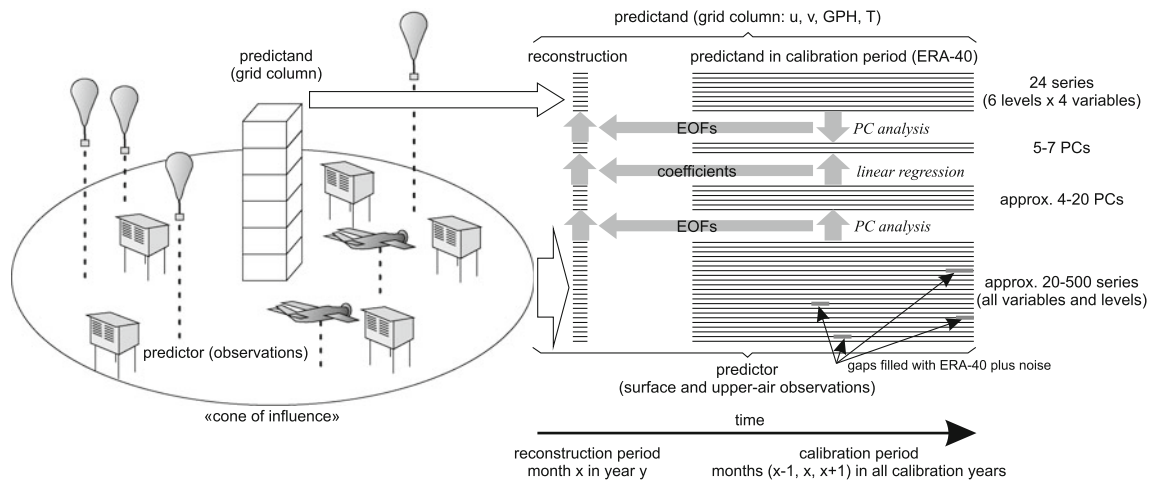 predictand
(grid column)
predictor (observations)
«cone of influence»
predictand (grid column: u, v, GPH, T)
reconstruction
predictand in calibration period (ERA-40)
24 series
(6 levels x 4 variables)
EOFs
PC analysis
5-7 PCs
coefficients
linear regression
approx. 4-20 PCs
EOFs
PC analysis
approx. 20-500 series
(all variables and levels)
gaps filled with ERA-40 plus noise
predictor
(surface and upper-air observations)
time
reconstruction period
month x in year y
calibration period
months (x-1, x, x+1) in all calibration years